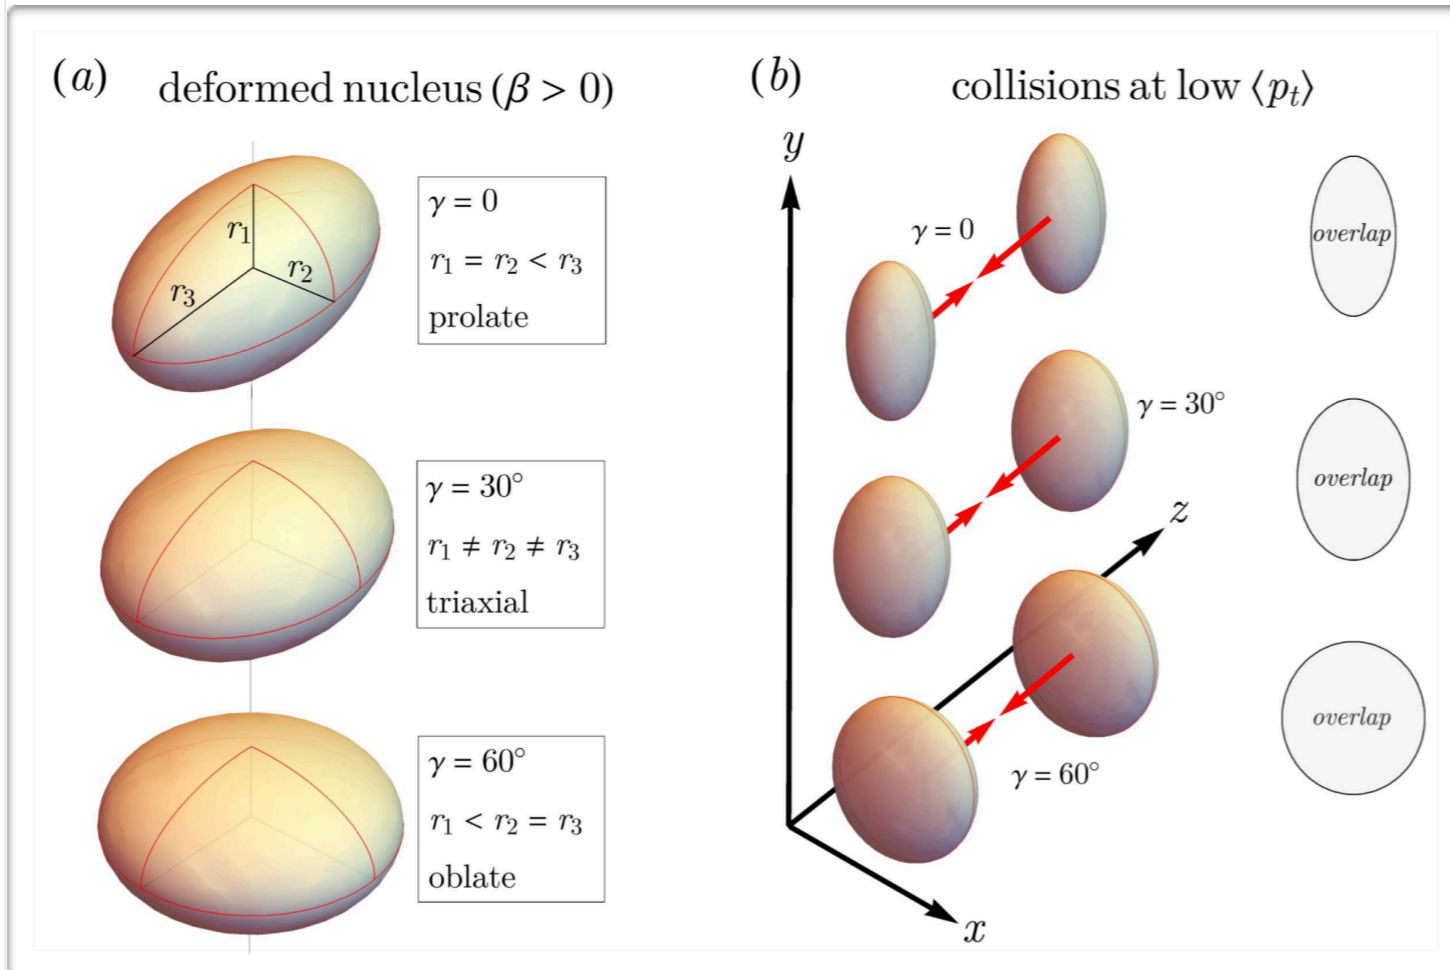 (a) deformed nucleus (β > 0)
r₁
r₂
r₃
γ = 0
r₁ = r₂ < r₃
prolate
γ = 30°
r₁ ≠ r₂ ≠ r₃
triaxial
γ = 60°
r₁ < r₂ = r₃
oblate
(b) collisions at low ⟨pₜ⟩
y
γ = 0
overlap
γ = 30°
overlap
z
γ = 60°
overlap
x